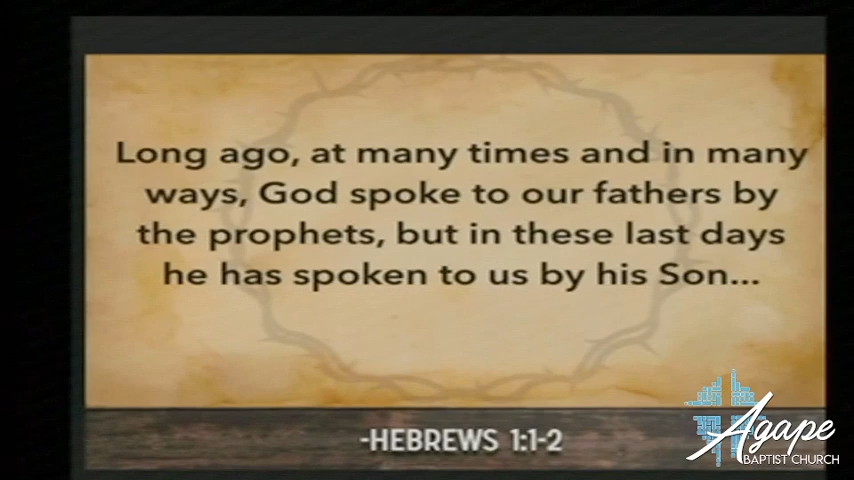 Long ago, at many times and in many
ways, God spoke to our fathers by
the prophets, but in these last days
he has spoken to us by his Son...
-HEBREWS 1:1-2
Agape
BAPTIST CHURCH